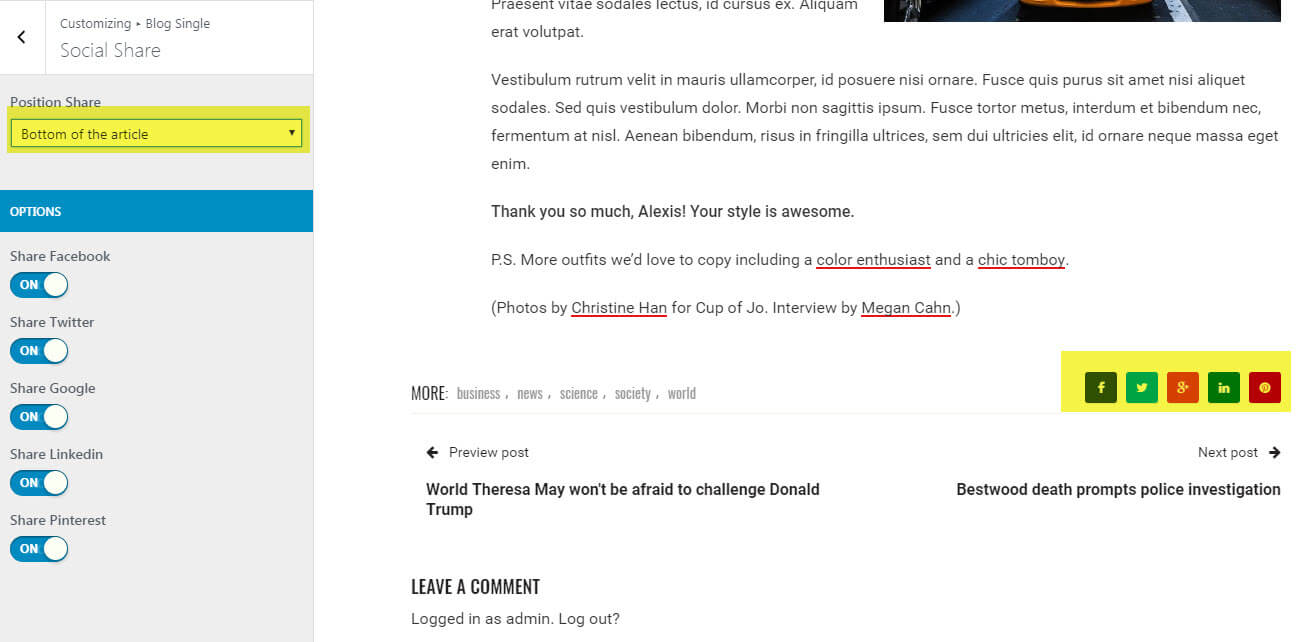 Customizing ▸ Blog Single
Social Share
Position Share
Bottom of the article
OPTIONS
Share Facebook
ON
Share Twitter
ON
Share Google
ON
Share Linkedin
ON
Share Pinterest
ON
Praesent vitae sodales lectus, id cursus ex. Aliquam
erat volutpat.
Vestibulum rutrum velit in mauris ullamcorper, id posuere nisi ornare. Fusce quis purus sit amet nisi aliquet
sodales. Sed quis vestibulum dolor. Morbi non sagittis ipsum. Fusce tortor metus, interdum et bibendum nec,
fermentum at nisl. Aenean bibendum, risus in fringilla ultrices, sem dui ultricies elit, id ornare neque massa eget
enim.
Thank you so much, Alexis! Your style is awesome.
P.S. More outfits we’d love to copy including a color enthusiast and a chic tomboy.
(Photos by Christine Han for Cup of Jo. Interview by Megan Cahn.)
MORE: business , news , science , society , world
Preview post
Next post
World Theresa May won't be afraid to challenge Donald
Trump
Bestwood death prompts police investigation
LEAVE A COMMENT
Logged in as admin. Log out?